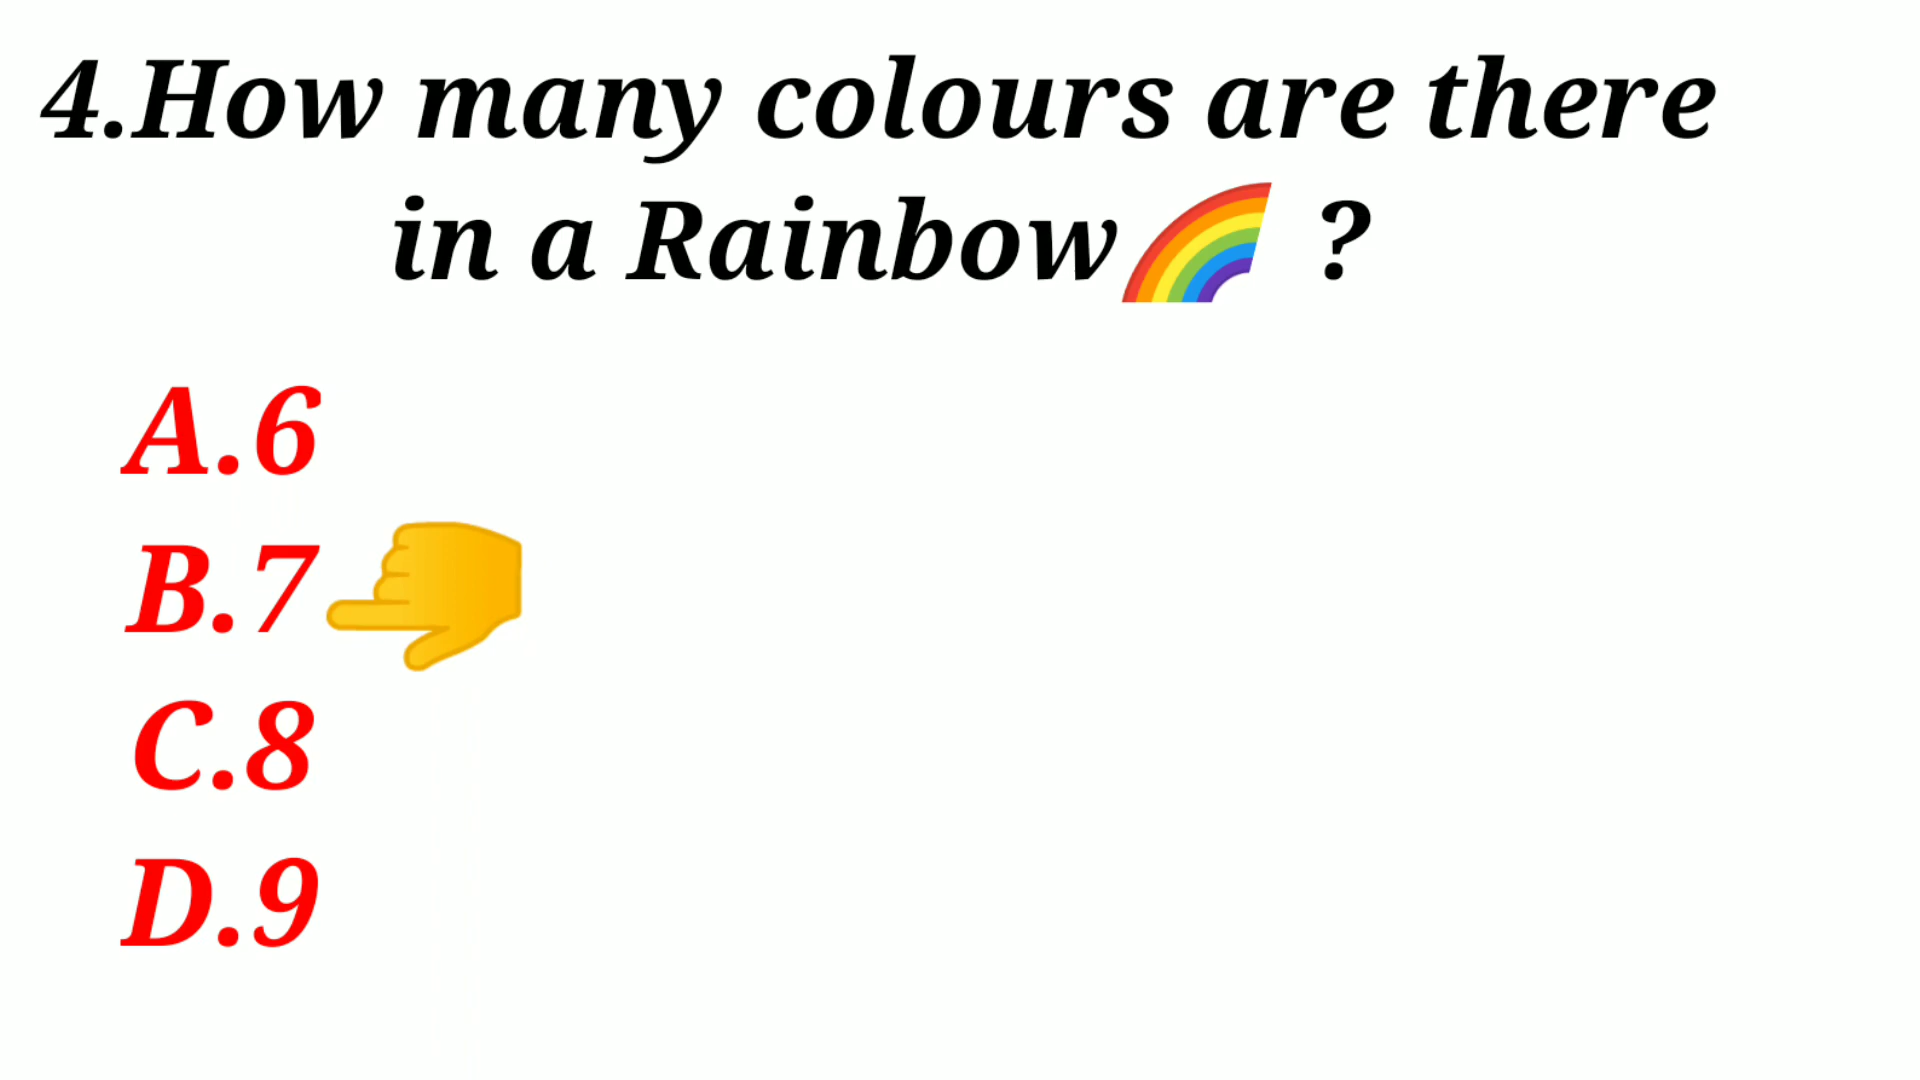 4.How many colours are there
in a Rainbow🌈 ?
A.6
B.7
C.8
D.9